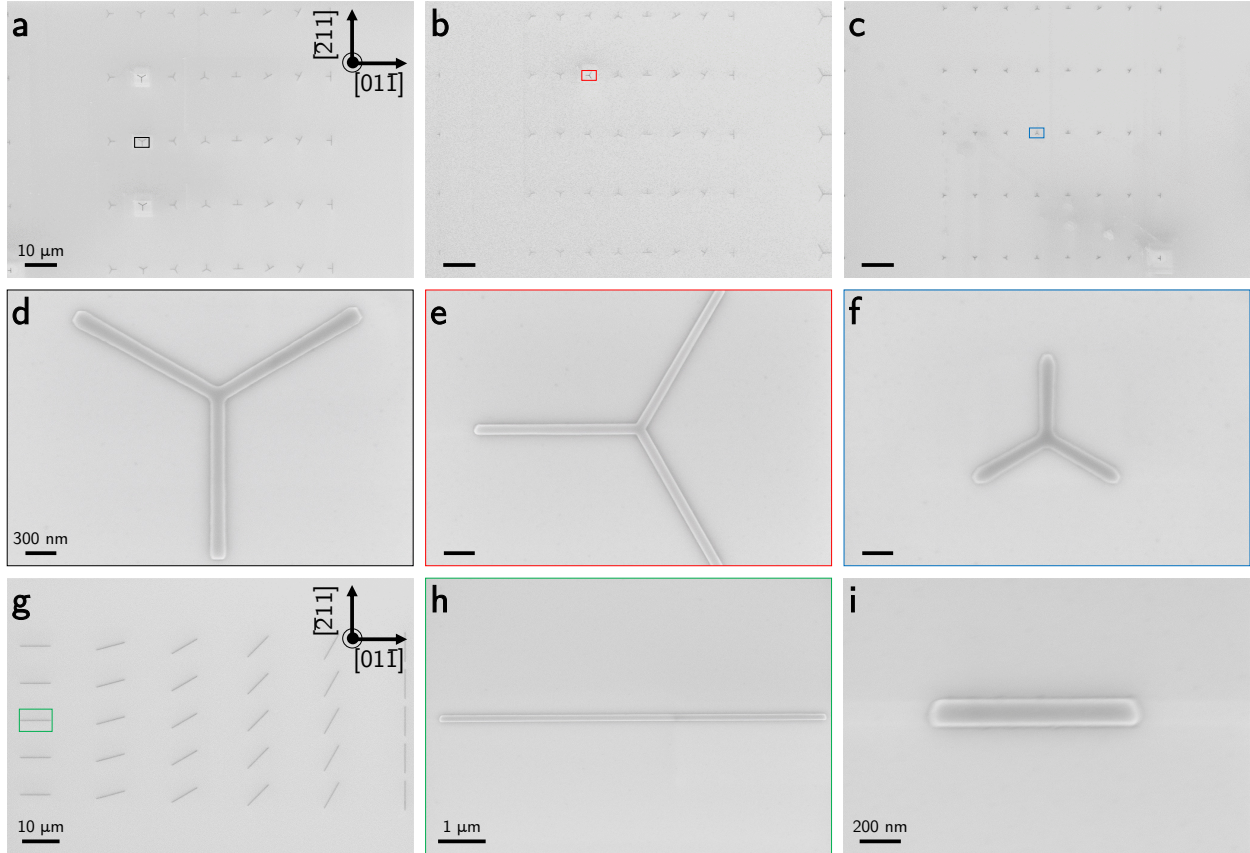 a
[2̄11]
[011̄]
10 µm
b
c
d
300 nm
e
f
g
[2̄11]
[011̄]
10 µm
h
1 µm
i
200 nm